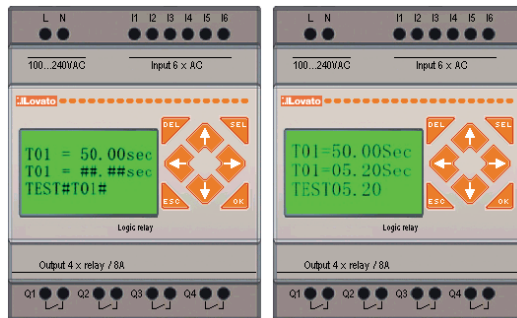 L N I1 I2 I3 I4 I5 I6
100...240VAC Input 6 x AC
Lovato
DEL SEL
T01 = 50.00sec
T01 = ##.##sec
TEST#T01#
ESC OK
Logic relay
Output 4 x relay / 8A
Q1 Q2 Q3 Q4
L N I1 I2 I3 I4 I5 I6
100...240VAC Input 6 x AC
Lovato
DEL SEL
T01=50.00Sec
T01=05.20Sec
TEST05.20
ESC OK
Logic relay
Output 4 x relay / 8A
Q1 Q2 Q3 Q4